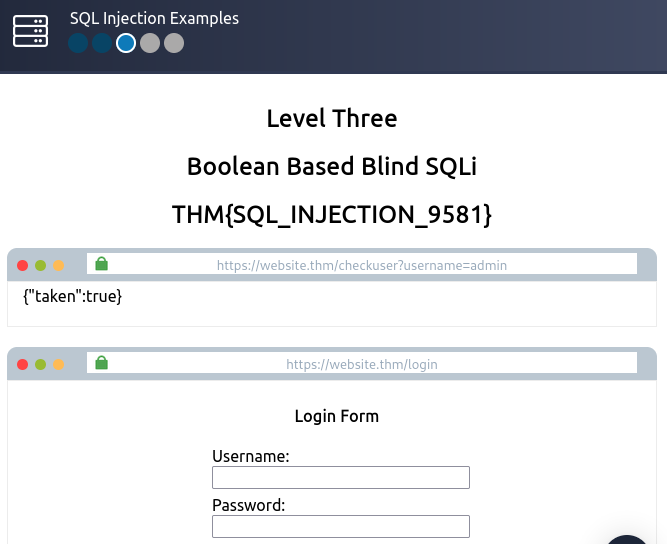 SQL Injection Examples
Level Three
Boolean Based Blind SQLi
THM{SQL_INJECTION_9581}
https://website.thm/checkuser?username=admin
{"taken":true}
https://website.thm/login
Login Form
Username:
Password: